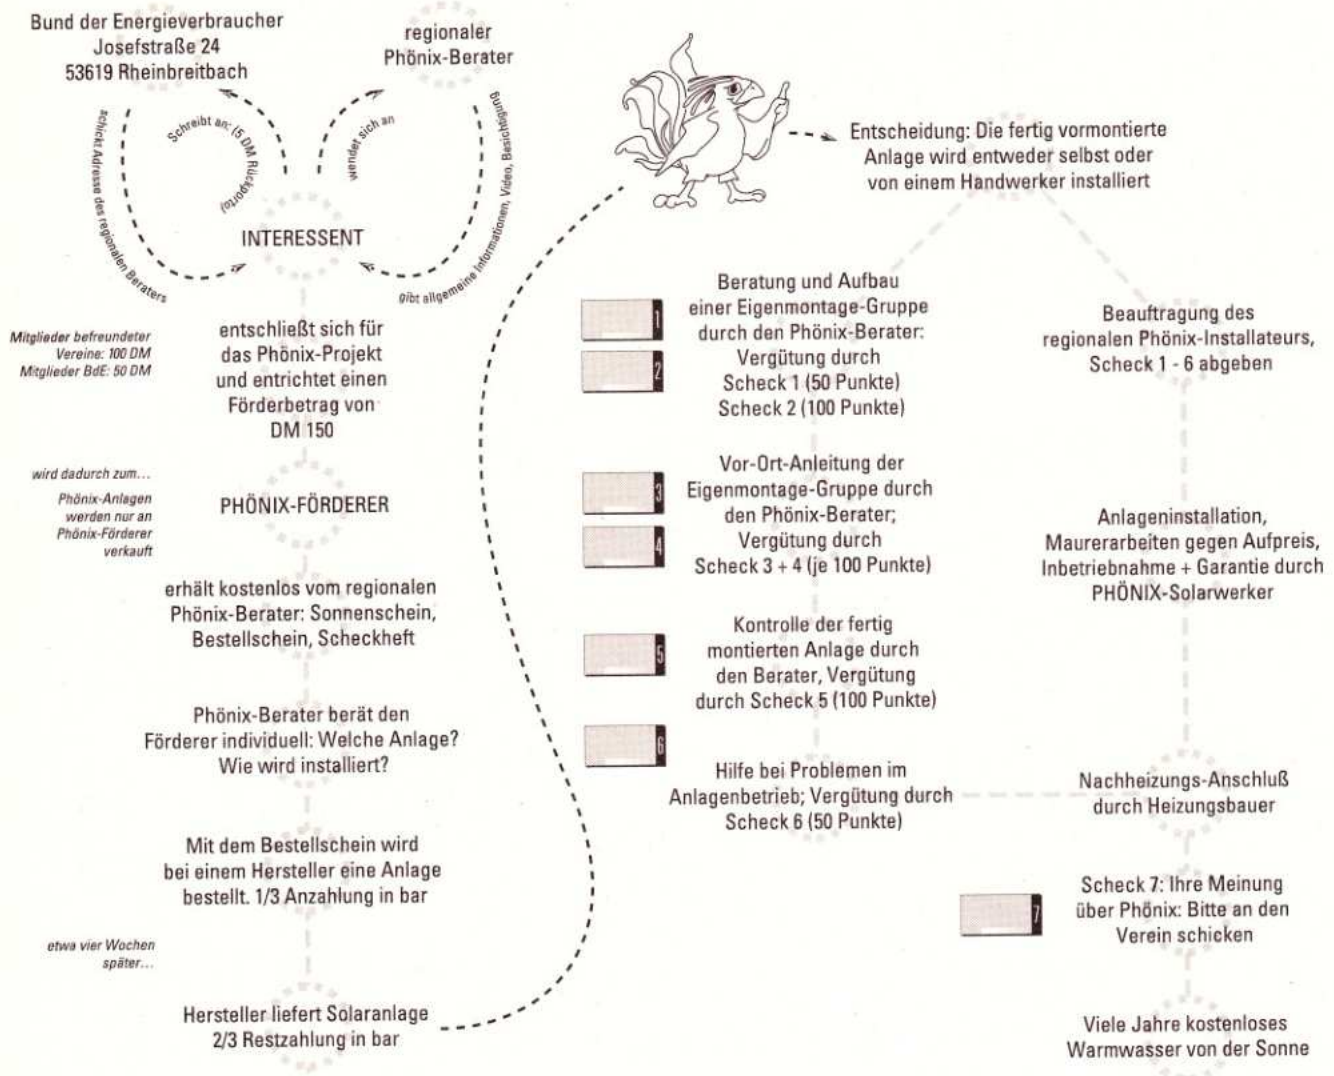 Bund der Energieverbraucher
Josefstraße 24
53619 Rheinbreitbach
regionaler
Phönix-Berater
schickt Adresse des regionalen Beraters
Schreibt an: (5 DM Rückporto)
wendet sich an
gibt allgemeine Informationen, Video, Besichtigung
INTERESSENT
Mitglieder befreundeter
Vereine: 100 DM
Mitglieder BdE: 50 DM
entschließt sich für
das Phönix-Projekt
und entrichtet einen
Förderbetrag von
DM 150
wird dadurch zum...
Phönix-Anlagen
werden nur an
Phönix-Förderer
verkauft
PHÖNIX-FÖRDERER
erhält kostenlos vom regionalen
Phönix-Berater: Sonnenschein,
Bestellschein, Scheckheft
Phönix-Berater berät den
Förderer individuell: Welche Anlage?
Wie wird installiert?
Mit dem Bestellschein wird
bei einem Hersteller eine Anlage
bestellt. 1/3 Anzahlung in bar
etwa vier Wochen
später...
Hersteller liefert Solaranlage
2/3 Restzahlung in bar
Entscheidung: Die fertig vormontierte
Anlage wird entweder selbst oder
von einem Handwerker installiert
1
2
Beratung und Aufbau
einer Eigenmontage-Gruppe
durch den Phönix-Berater:
Vergütung durch
Scheck 1 (50 Punkte)
Scheck 2 (100 Punkte)
3
4
Vor-Ort-Anleitung der
Eigenmontage-Gruppe durch
den Phönix-Berater;
Vergütung durch
Scheck 3 + 4 (je 100 Punkte)
5
Kontrolle der fertig
montierten Anlage durch
den Berater, Vergütung
durch Scheck 5 (100 Punkte)
6
Hilfe bei Problemen im
Anlagenbetrieb; Vergütung durch
Scheck 6 (50 Punkte)
Beauftragung des
regionalen Phönix-Installateurs,
Scheck 1 - 6 abgeben
Anlageninstallation,
Maurerarbeiten gegen Aufpreis,
Inbetriebnahme + Garantie durch
PHÖNIX-Solarwerker
Nachheizungs-Anschluß
durch Heizungsbauer
7
Scheck 7: Ihre Meinung
über Phönix: Bitte an den
Verein schicken
Viele Jahre kostenloses
Warmwasser von der Sonne